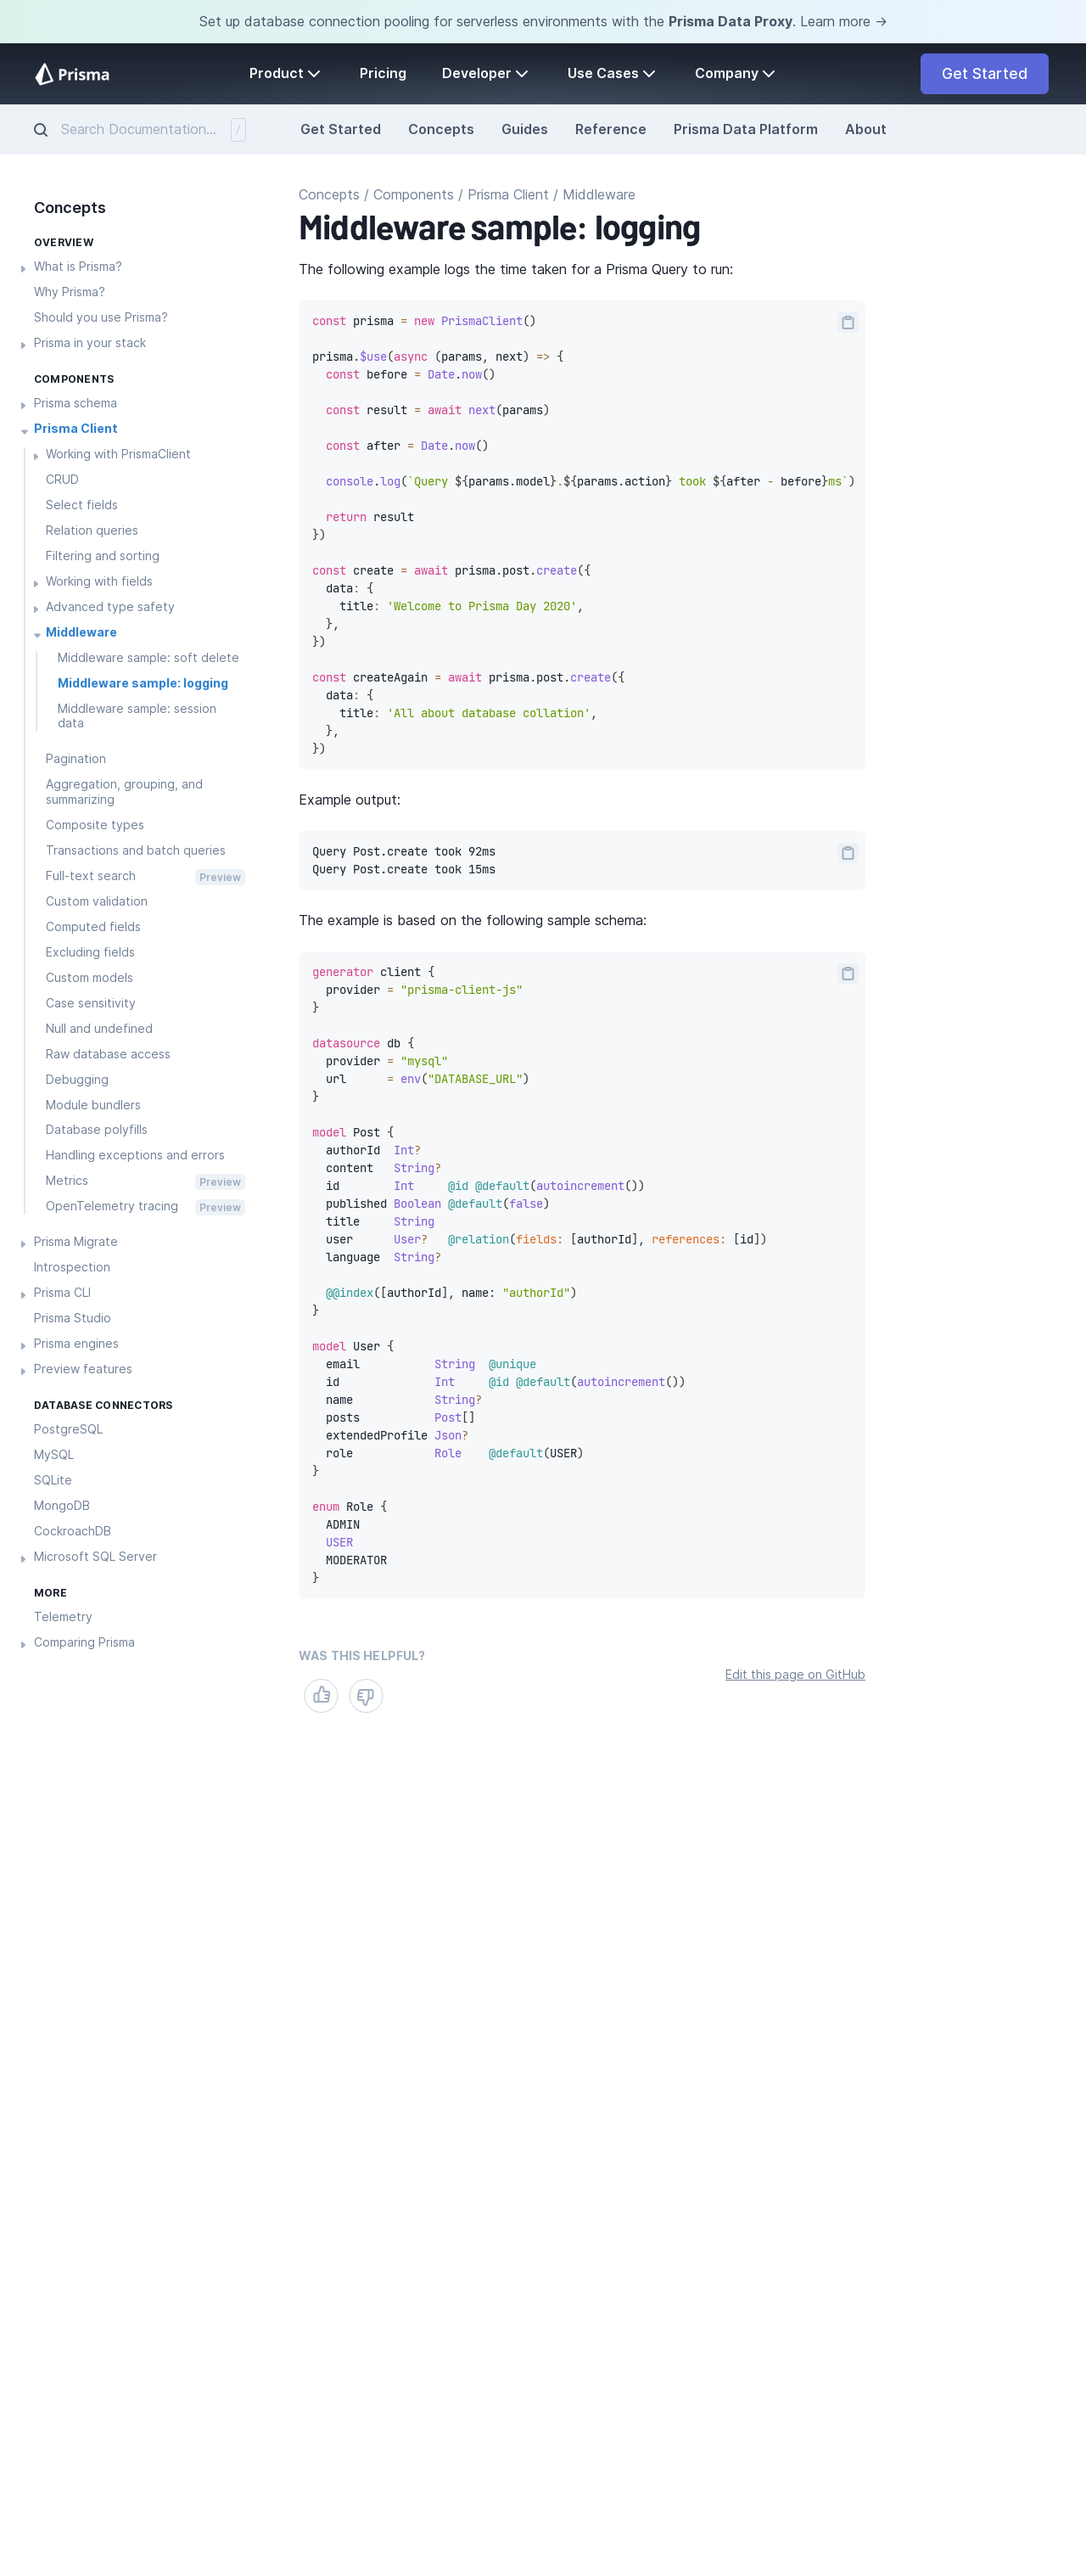 Set up database connection pooling for serverless environments with the Prisma Data Proxy. Learn more →
Prisma
Product
Pricing
Developer
Use Cases
Company
Get Started
Search Documentation...
/
Get Started
Concepts
Guides
Reference
Prisma Data Platform
About
Concepts
OVERVIEW
What is Prisma?
Why Prisma?
Should you use Prisma?
Prisma in your stack
COMPONENTS
Prisma schema
Prisma Client
Working with PrismaClient
CRUD
Select fields
Relation queries
Filtering and sorting
Working with fields
Advanced type safety
Middleware
Middleware sample: soft delete
Middleware sample: logging
Middleware sample: session
data
Pagination
Aggregation, grouping, and
summarizing
Composite types
Transactions and batch queries
Full-text search Preview
Custom validation
Computed fields
Excluding fields
Custom models
Case sensitivity
Null and undefined
Raw database access
Debugging
Module bundlers
Database polyfills
Handling exceptions and errors
Metrics Preview
OpenTelemetry tracing Preview
Prisma Migrate
Introspection
Prisma CLI
Prisma Studio
Prisma engines
Preview features
DATABASE CONNECTORS
PostgreSQL
MySQL
SQLite
MongoDB
CockroachDB
Microsoft SQL Server
MORE
Telemetry
Comparing Prisma
Concepts / Components / Prisma Client / Middleware
Middleware sample: logging
The following example logs the time taken for a Prisma Query to run:
const prisma = new PrismaClient()
prisma.$use(async (params, next) => {
  const before = Date.now()
  const result = await next(params)
  const after = Date.now()
  console.log(`Query ${params.model}.${params.action} took ${after - before}ms`)
  return result
})
const create = await prisma.post.create({
  data: {
    title: 'Welcome to Prisma Day 2020',
  },
})
const createAgain = await prisma.post.create({
  data: {
    title: 'All about database collation',
  },
})
Example output:
Query Post.create took 92ms
Query Post.create took 15ms
The example is based on the following sample schema:
generator client {
  provider = "prisma-client-js"
}
datasource db {
  provider = "mysql"
  url      = env("DATABASE_URL")
}
model Post {
  authorId  Int?
  content   String?
  id        Int     @id @default(autoincrement())
  published Boolean @default(false)
  title     String
  user      User?   @relation(fields: [authorId], references: [id])
  language  String?
  @@index([authorId], name: "authorId")
}
model User {
  email           String  @unique
  id              Int     @id @default(autoincrement())
  name            String?
  posts           Post[]
  extendedProfile Json?
  role            Role    @default(USER)
}
enum Role {
  ADMIN
  USER
  MODERATOR
}
WAS THIS HELPFUL?
Edit this page on GitHub